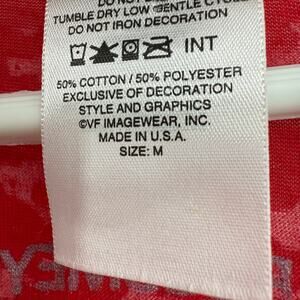 TUMBLE DRY LOW GENTLE CYCLE
DO NOT IRON DECORATION
INT
50% COTTON / 50% POLYESTER
EXCLUSIVE OF DECORATION
STYLE AND GRAPHICS
©VF IMAGEWEAR, INC.
MADE IN U.S.A.
SIZE: M